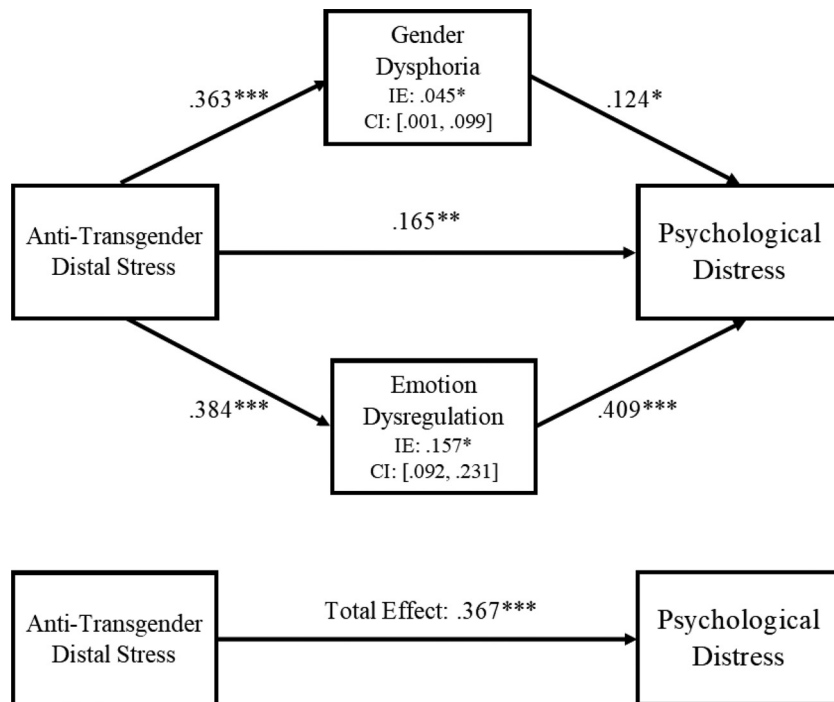 Gender
Dysphoria
IE: .045*
CI: [.001, .099]
.363***
.124*
Anti-Transgender
Distal Stress
.165**
Psychological
Distress
Emotion
Dysregulation
IE: .157*
CI: [.092, .231]
.384***
.409***
Anti-Transgender
Distal Stress
Total Effect: .367***
Psychological
Distress